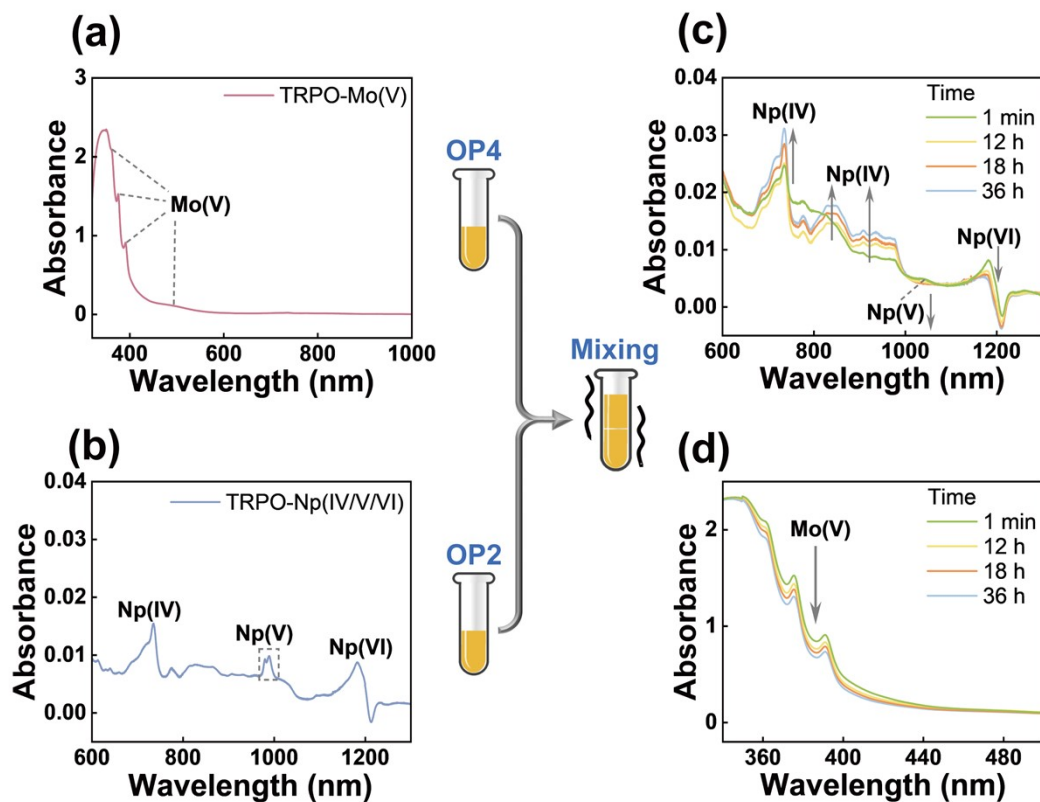 (a)
3
2
1
0
Absorbance
TRPO-Mo(V)
Mo(V)
400
600
800
1000
Wavelength (nm)
(b)
0.04
0.03
0.02
0.01
0.00
Absorbance
TRPO-Np(IV/V/VI)
Np(IV)
Np(V)
Np(VI)
600
800
1000
1200
Wavelength (nm)
OP4
OP2
Mixing
(c)
0.04
0.03
0.02
0.01
0.00
Absorbance
Time
1 min
12 h
18 h
36 h
Np(IV)
Np(IV)
Np(VI)
Np(V)
600
800
1000
1200
Wavelength (nm)
(d)
2
1
0
Absorbance
Time
1 min
12 h
18 h
36 h
Mo(V)
360
400
440
480
Wavelength (nm)